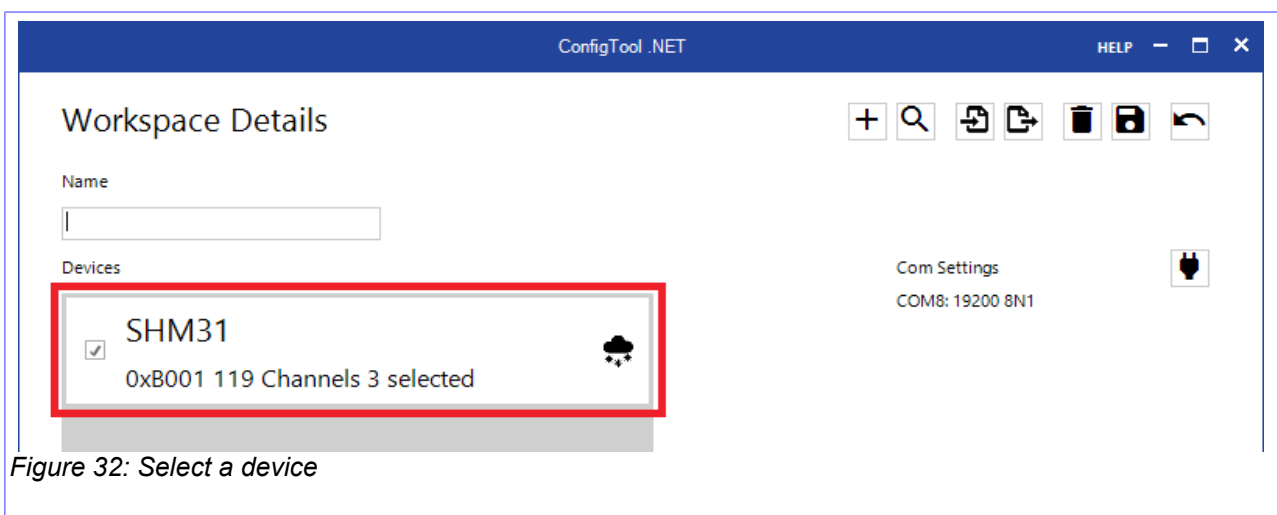 ConfigTool .NET
HELP
Workspace Details
Name
Devices
Com Settings
COM8: 19200 8N1
SHM31
0xB001 119 Channels 3 selected
Figure 32: Select a device